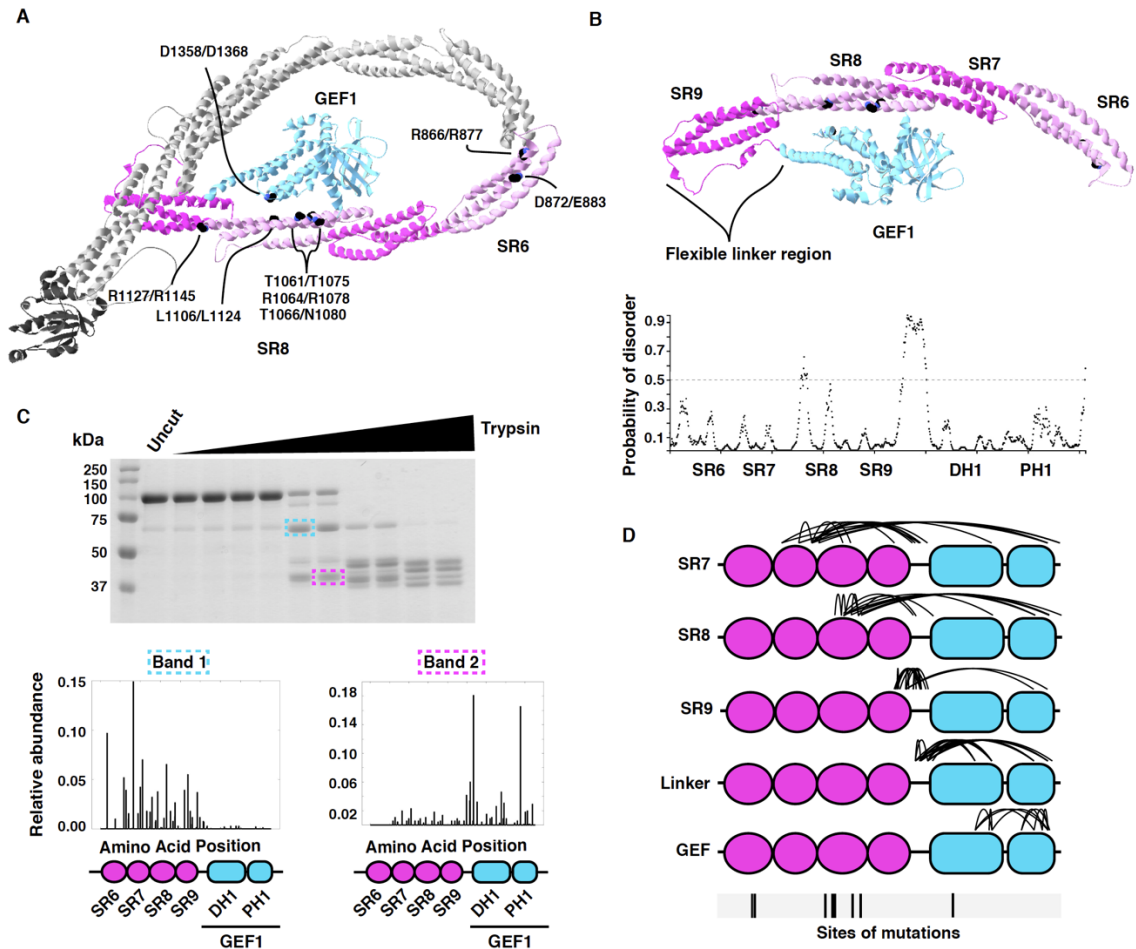 A
D1358/D1368
GEF1
R866/R877
D872/E883
SR6
R1127/R1145
L1106/L1124
T1061/T1075
R1064/R1078
T1066/N1080
SR8
B
SR8
SR7
SR9
SR6
GEF1
Flexible linker region
Probability of disorder
0.9
0.7
0.5
0.3
0.1
SR6 SR7 SR8 SR9 DH1 PH1
C
kDa
Uncut
Trypsin
250
150
100
75
50
37
Band 1
Relative abundance
0.15
0.10
0.05
0.00
Amino Acid Position
SR6 SR7 SR8 SR9 DH1 PH1
GEF1
Band 2
0.18
0.14
0.10
0.06
0.02
Amino Acid Position
SR6 SR7 SR8 SR9 DH1 PH1
GEF1
D
SR7
SR8
SR9
Linker
GEF
Sites of mutations